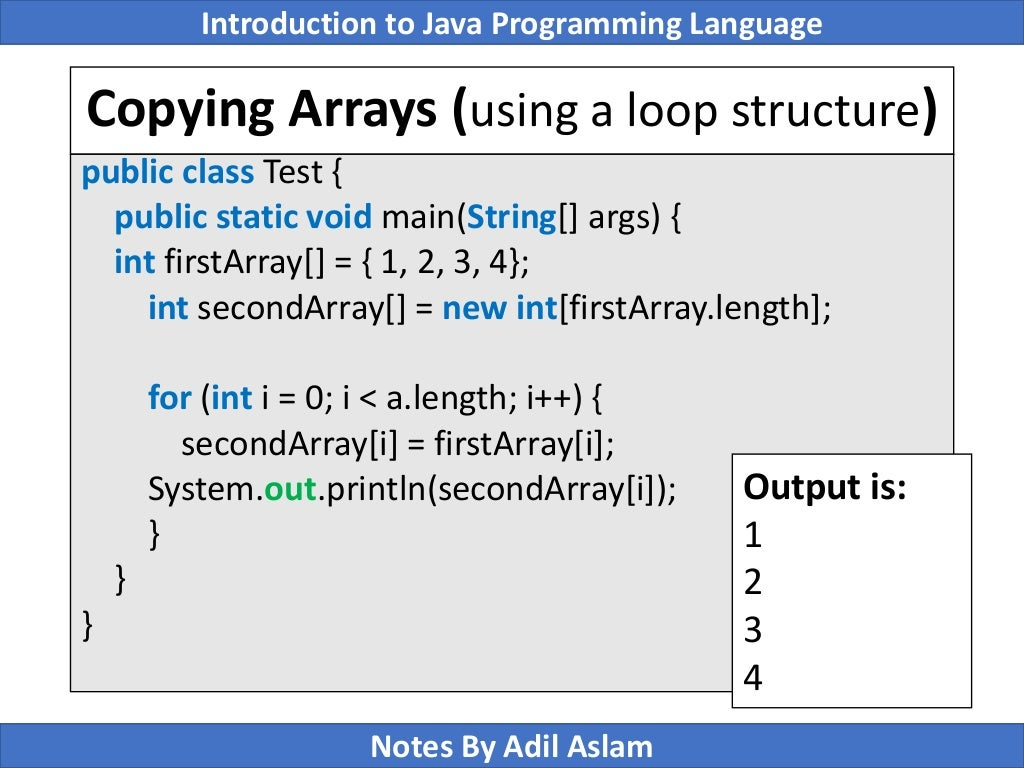 Introduction to Java Programming Language
Copying Arrays (using a loop structure)
public class Test {
public static void main(String[] args) {
int firstArray[] = { 1, 2, 3, 4};
int secondArray[] = new int[firstArray.length];
for (int i = 0; i < a.length; i++) {
secondArray[i] = firstArray[i];
System.out.println(secondArray[i]);
}
}
}
Output is:
1
2
3
4
Notes By Adil Aslam